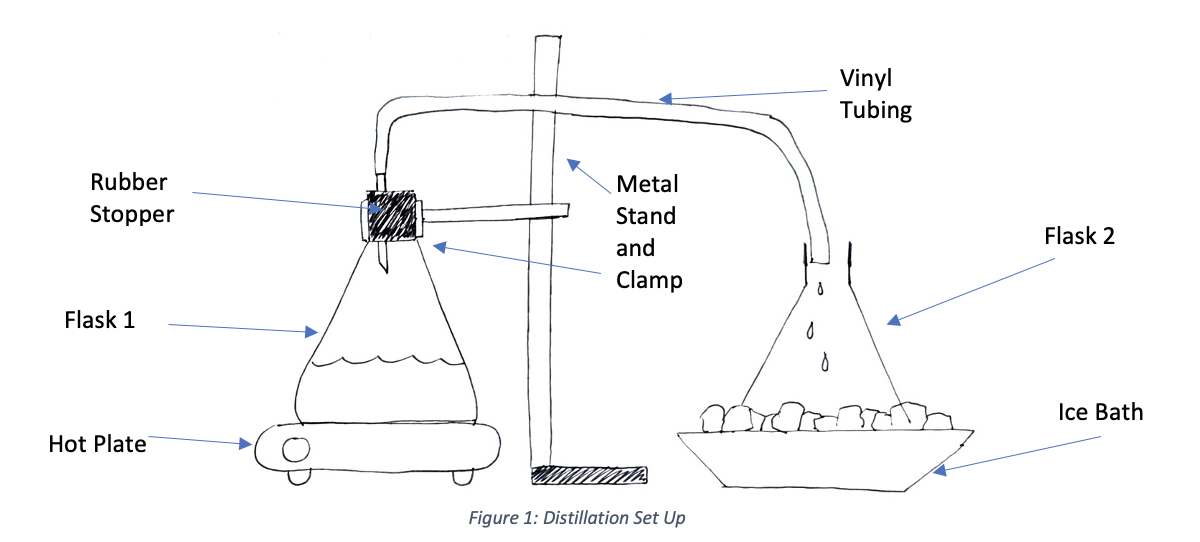 Vinyl
Tubing
Rubber
Stopper
Metal
Stand
and
Clamp
Flask 2
Flask 1
Ice Bath
Hot Plate
Figure 1: Distillation Set Up